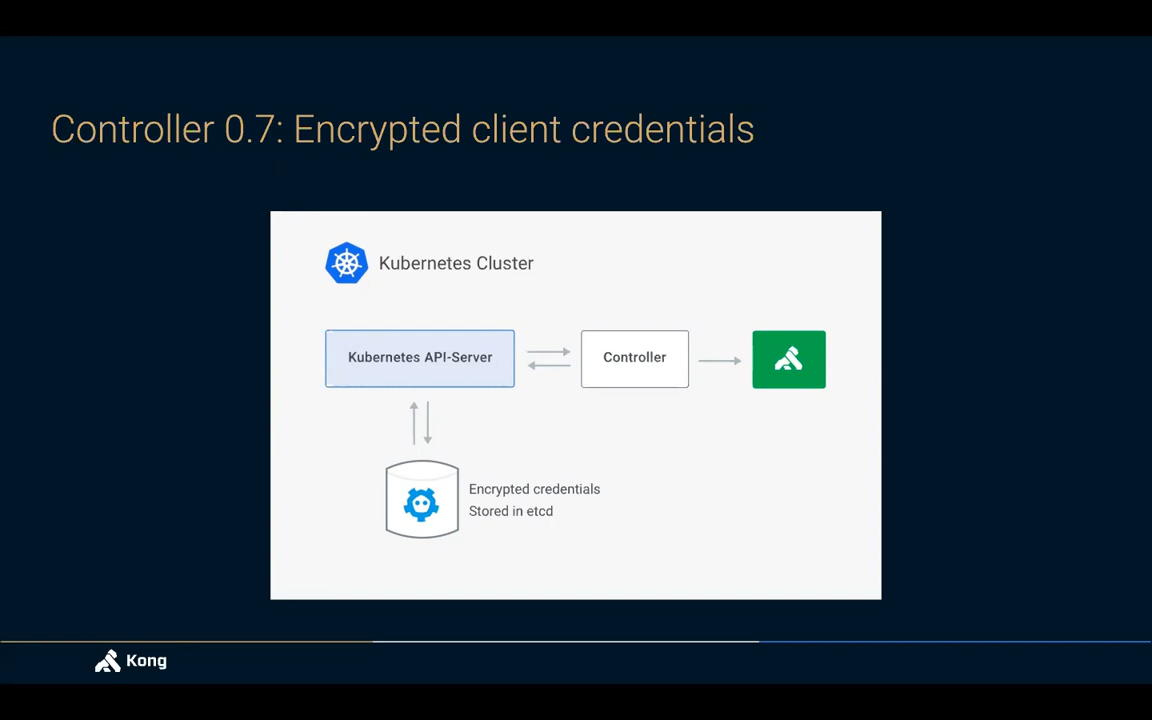 Controller 0.7: Encrypted client credentials
Kubernetes Cluster
Kubernetes API-Server
Controller
Encrypted credentials
Stored in etcd
Kong